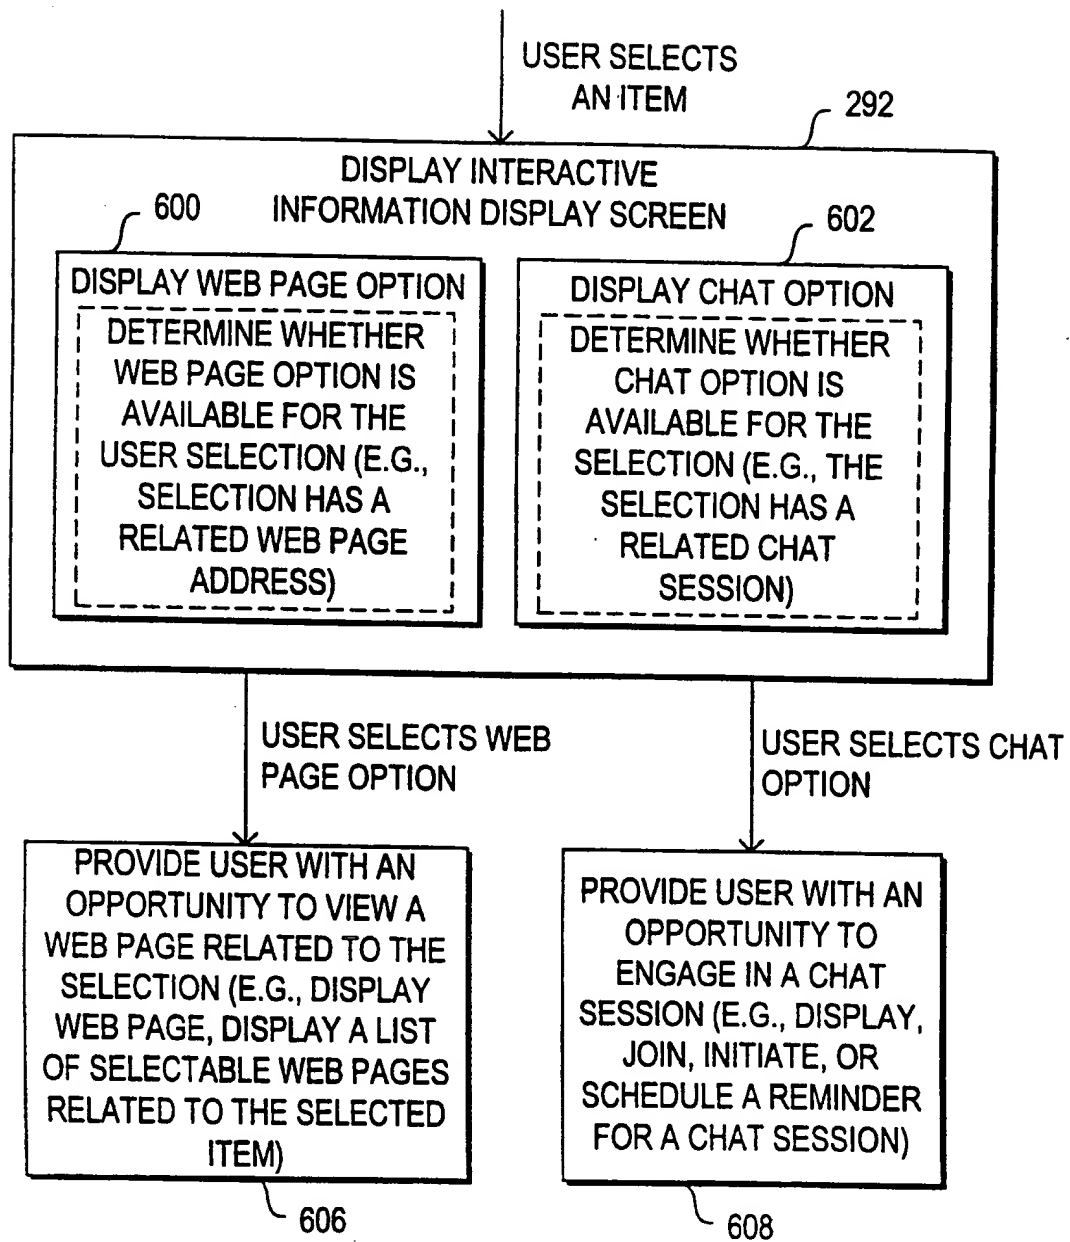 USER SELECTS
AN ITEM
292
DISPLAY INTERACTIVE
INFORMATION DISPLAY SCREEN
600
602
DISPLAY WEB PAGE OPTION
DETERMINE WHETHER
WEB PAGE OPTION IS
AVAILABLE FOR THE
USER SELECTION (E.G.,
SELECTION HAS A
RELATED WEB PAGE
ADDRESS)
DISPLAY CHAT OPTION
DETERMINE WHETHER
CHAT OPTION IS
AVAILABLE FOR THE
SELECTION (E.G., THE
SELECTION HAS A
RELATED CHAT
SESSION)
USER SELECTS WEB
PAGE OPTION
USER SELECTS CHAT
OPTION
PROVIDE USER WITH AN
OPPORTUNITY TO VIEW A
WEB PAGE RELATED TO THE
SELECTION (E.G., DISPLAY
WEB PAGE, DISPLAY A LIST
OF SELECTABLE WEB PAGES
RELATED TO THE SELECTED
ITEM)
606
PROVIDE USER WITH AN
OPPORTUNITY TO
ENGAGE IN A CHAT
SESSION (E.G., DISPLAY,
JOIN, INITIATE, OR
SCHEDULE A REMINDER
FOR A CHAT SESSION)
608